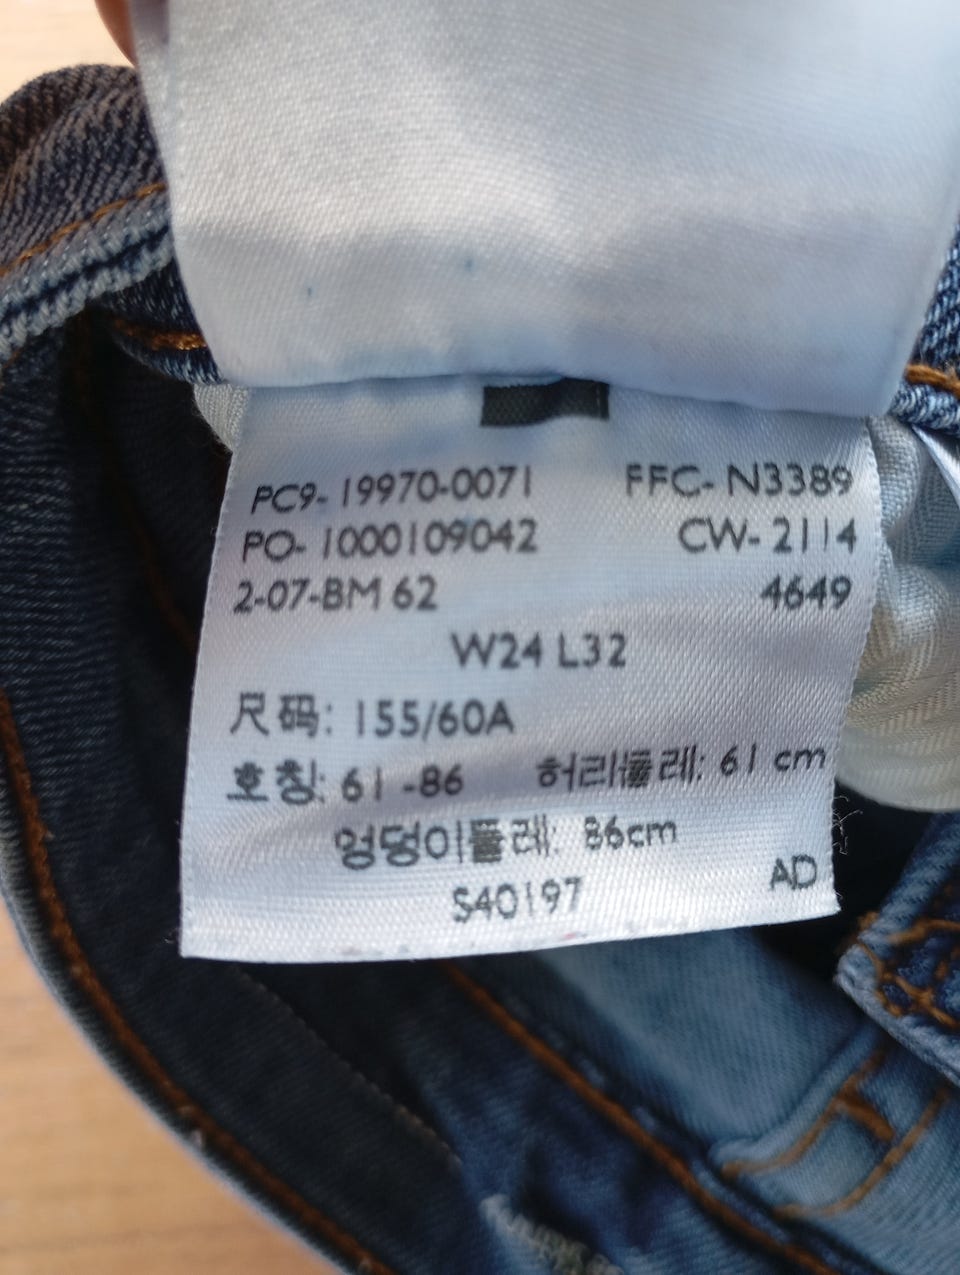 PC9- 19970-0071 FFC- N3389
PO- 1000109042 CW- 2114
2-07-BM 62 4649
W24 L32
尺码: 155/60A
호칭: 61 -86 허리둘레: 61 cm
엉덩이둘레: 86cm
S40197 AD